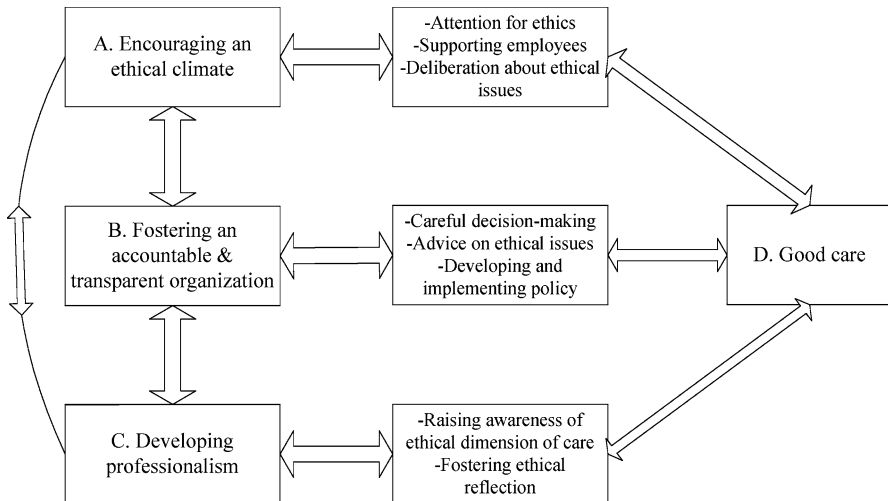 A. Encouraging an
ethical climate
-Attention for ethics
-Supporting employees
-Deliberation about ethical
issues
B. Fostering an
accountable &
transparent organization
-Careful decision-making
-Advice on ethical issues
-Developing and
implementing policy
D. Good care
C. Developing
professionalism
-Raising awareness of
ethical dimension of care
-Fostering ethical
reflection